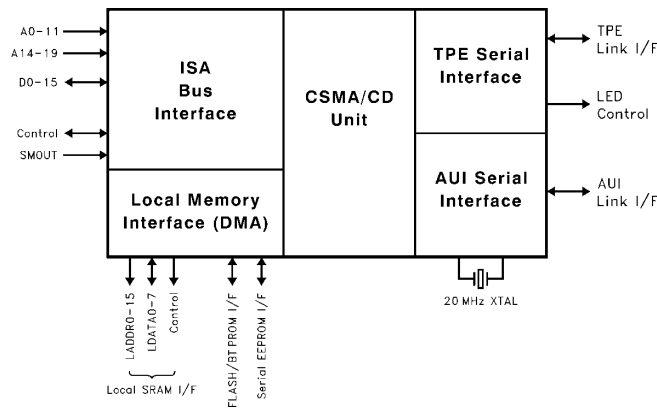 A0-11
A14-19
D0-15
Control
SMOUT
ISA
Bus
Interface
Local Memory
Interface (DMA)
CSMA/CD
Unit
TPE Serial
Interface
AUI Serial
Interface
TPE
Link I/F
LED
Control
AUI
Link I/F
20 MHz XTAL
LADDR0-15
LDATA0-7
Control
Local SRAM I/F
FLASH/BT PROM I/F
Serial EEPROM I/F